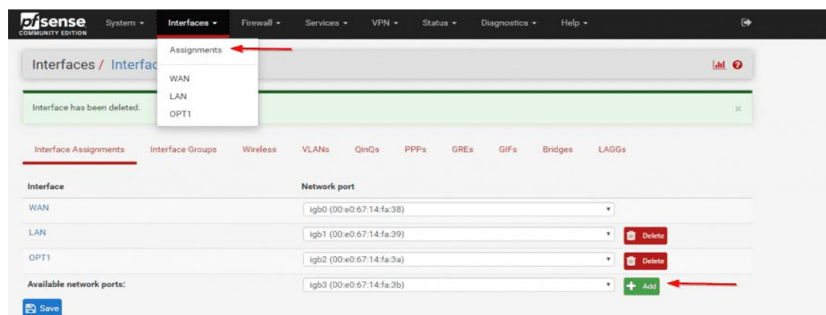 pfsense System Interfaces Firewall Services VPN Status Diagnostics Help
COMMUNITY EDITION
Assignments
Interfaces / Interfac
WAN
LAN
Interface has been deleted. ×
OPT1
Interface Assignments Interface Groups Wireless VLANs QinQs PPPs GREs GIFs Bridges LAGGs
Interface Network port
WAN igb0 (00:e0:67:14:fa:38)
LAN igb1 (00:e0:67:14:fa:39) Delete
OPT1 igb2 (00:e0:67:14:fa:3a) Delete
Available network ports: igb3 (00:e0:67:14:fa:3b) + Add
Save